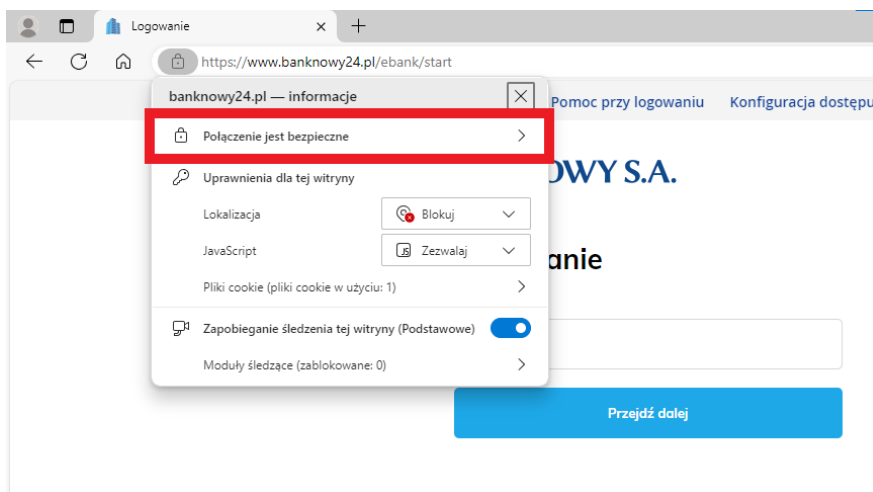 Logowanie
https://www.banknowy24.pl/ebank/start
banknowy24.pl — informacje
Pomoc przy logowaniu Konfiguracja dostępu
Połączenie jest bezpieczne
OWY S.A.
Uprawnienia dla tej witryny
Lokalizacja Blokuj
JavaScript JS Zezwalaj
anie
Pliki cookie (pliki cookie w użyciu: 1)
Zapobieganie śledzenia tej witryny (Podstawowe)
Moduły śledzące (zablokowane: 0)
Przejdź dalej